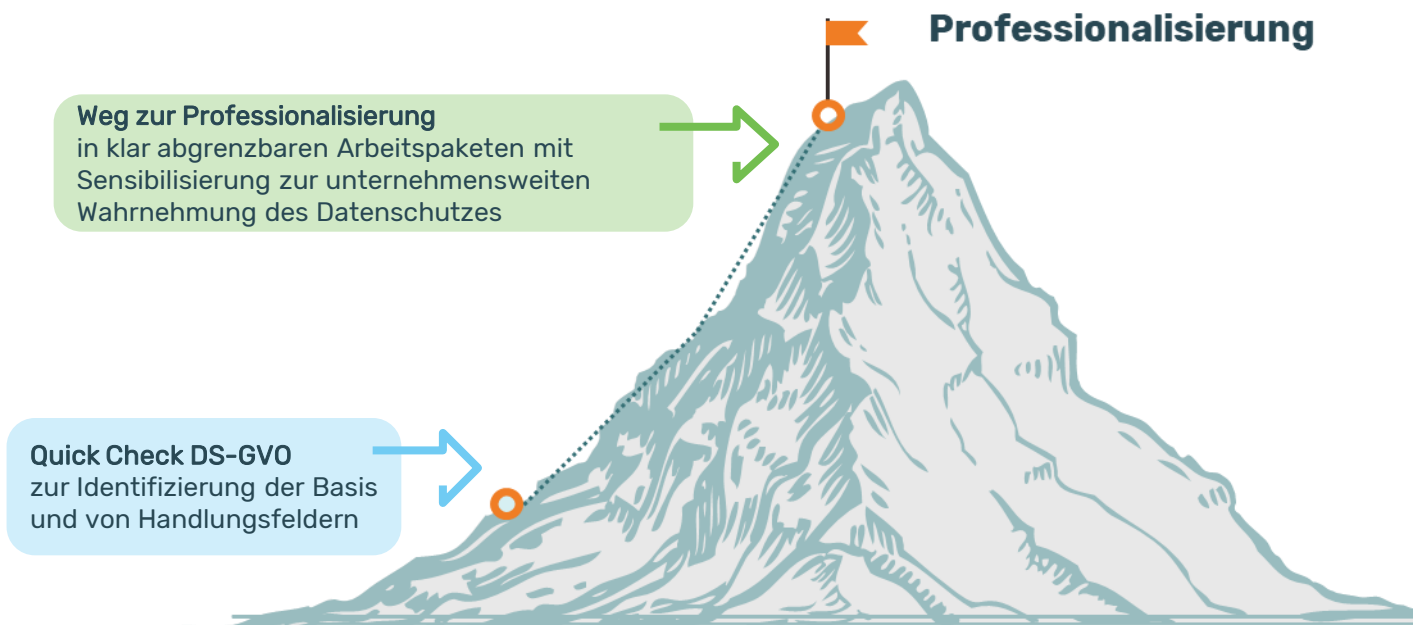 Professionalisierung
Weg zur Professionalisierung
in klar abgrenzbaren Arbeitspaketen mit
Sensibilisierung zur unternehmensweiten
Wahrnehmung des Datenschutzes
Quick Check DS-GVO
zur Identifizierung der Basis
und von Handlungsfeldern